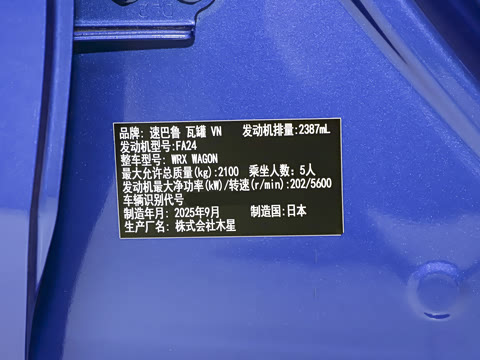 品牌: 速巴鲁 瓦罐 VN 发动机排量:2387mL
发动机型号:FA24
整车型号: WRX WAGON
最大允许总质量(kg):2100 乘坐人数: 5人
发动机最大净功率(kW)/转速(r/min):202/5600
车辆识别代号
制造年月: 2025年9月 制造国:日本
生产厂名: 株式会社木星